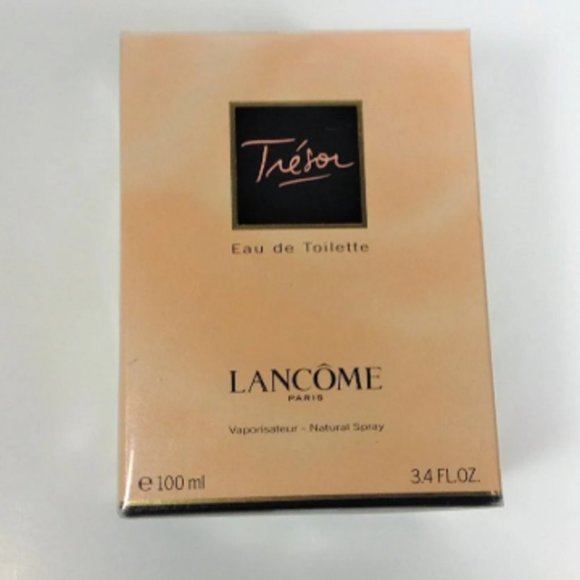 Trésor
Eau de Toilette
LANCÔME
PARIS
Vaporisateur - Natural Spray
e 100 ml 3.4 FL.OZ.